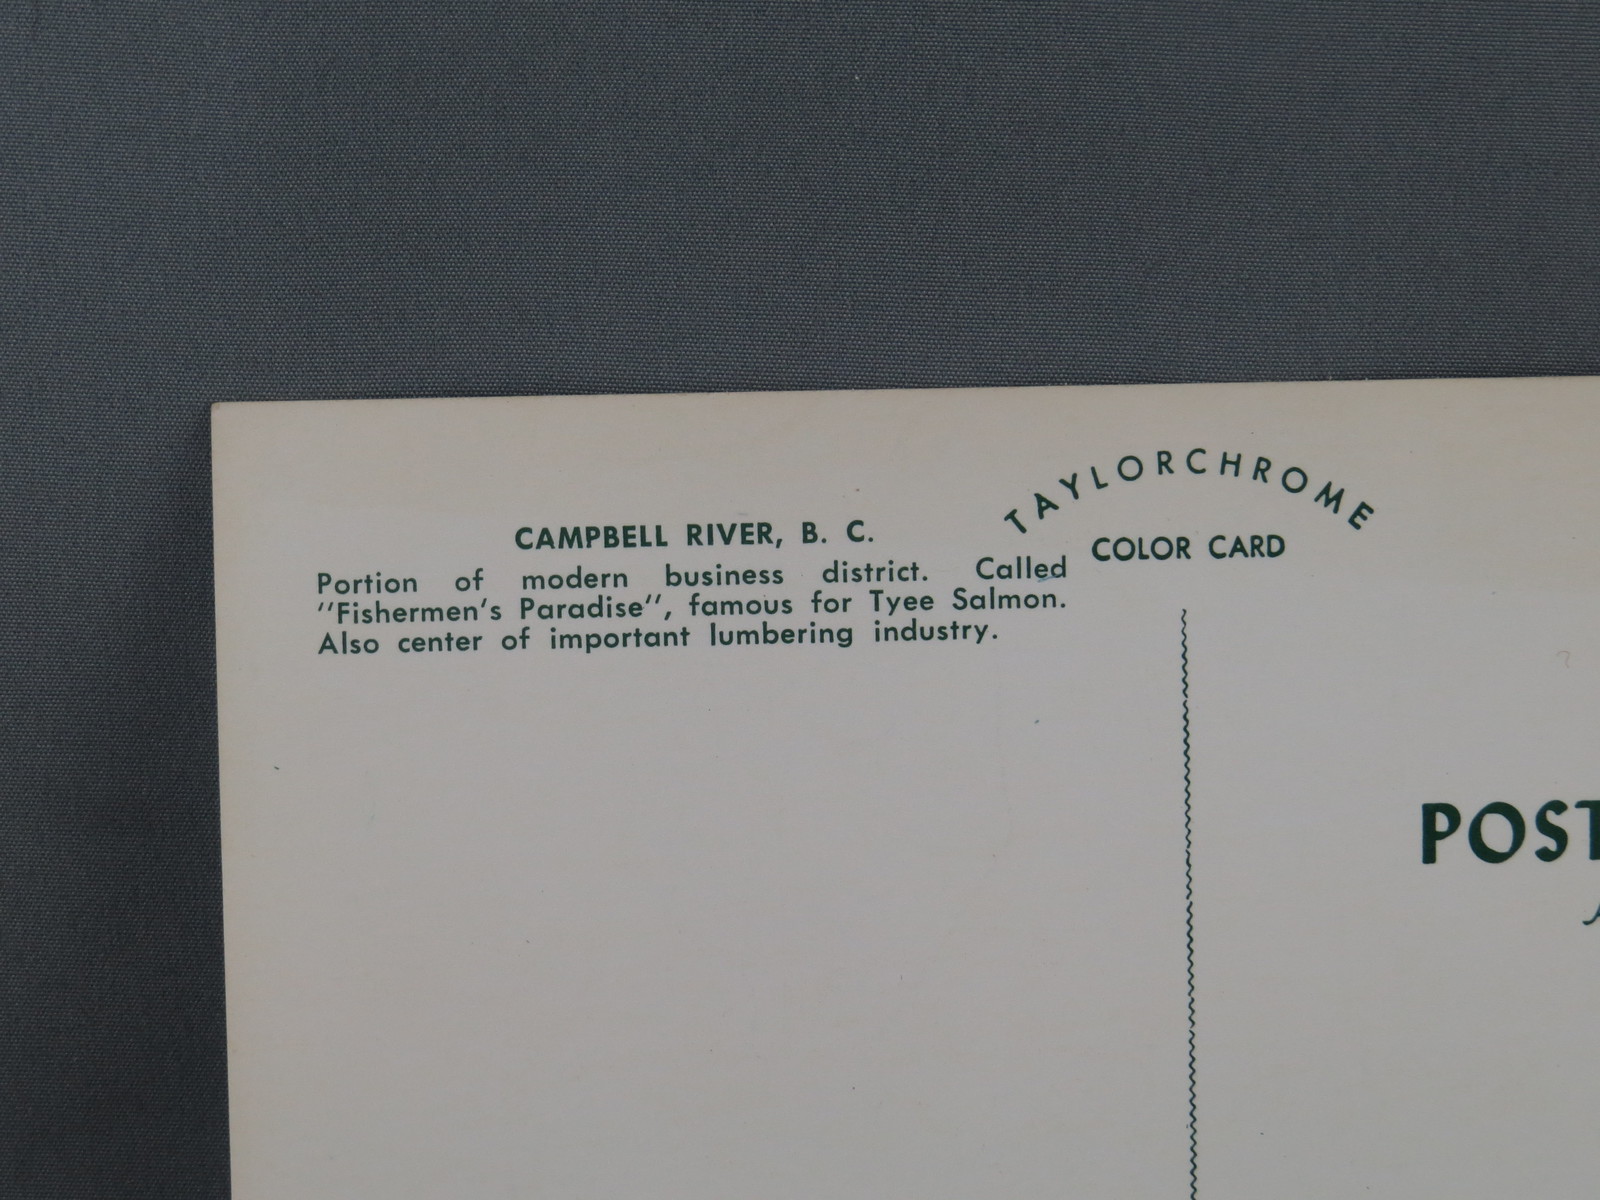 CAMPBELL RIVER, B. C.
Portion of modern business district. Called
"Fishermen's Paradise", famous for Tyee Salmon.
Also center of important lumbering industry.
TAYLORCHROME
COLOR CARD
POST